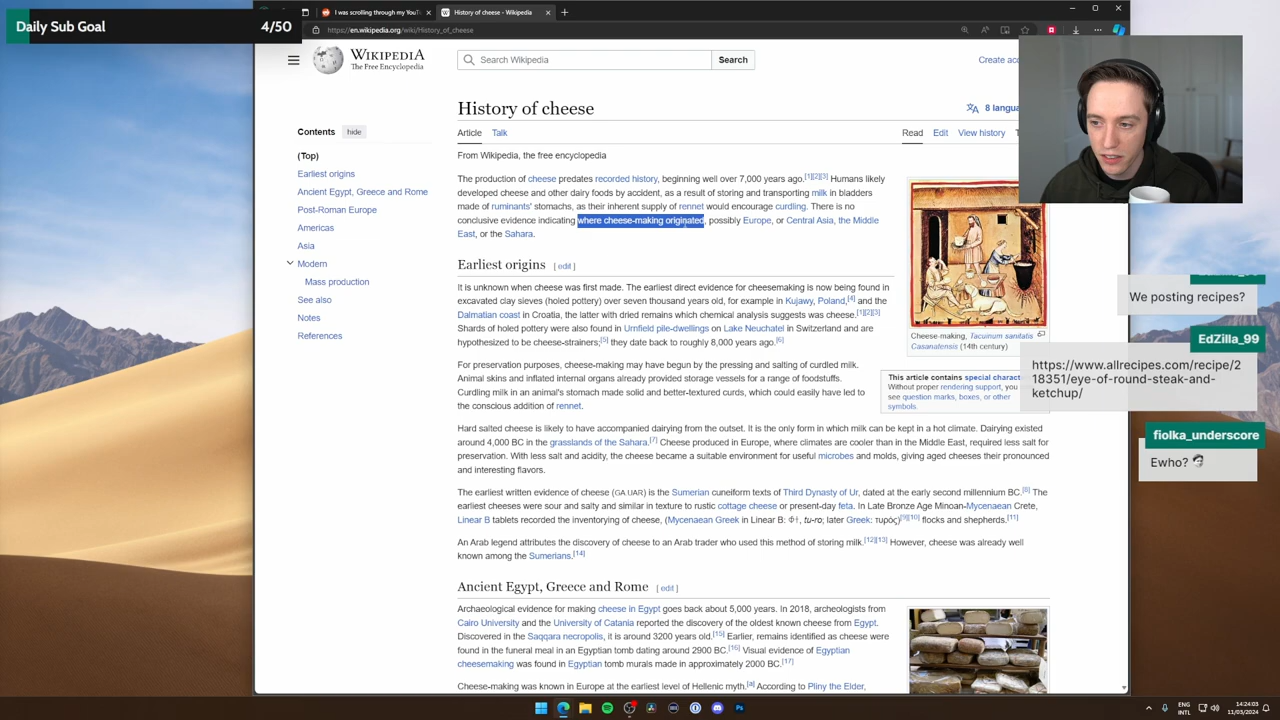 Daily Sub Goal 4/50
I was scrolling through my YouT
History of cheese - Wikipedia
https://en.wikipedia.org/wiki/History_of_cheese
WIKIPEDIA
The Free Encyclopedia
Search Wikipedia
Search
Create acc
History of cheese
8 langua
Contents hide
Article Talk
Read Edit View history
(Top)
Earliest origins
Ancient Egypt, Greece and Rome
Post-Roman Europe
Americas
Asia
Modern
Mass production
See also
Notes
References
From Wikipedia, the free encyclopedia
The production of cheese predates recorded history, beginning well over 7,000 years ago.[1][2][3] Humans likely
developed cheese and other dairy foods by accident, as a result of storing and transporting milk in bladders
made of ruminants' stomachs, as their inherent supply of rennet would encourage curdling. There is no
conclusive evidence indicating where cheese-making originated, possibly Europe, or Central Asia, the Middle
East, or the Sahara.
Cheese-making, Tacuinum sanitatis
Casanatensis (14th century)
This article contains special charact
Without proper rendering support, you
see question marks, boxes, or other
symbols.
Earliest origins [ edit ]
It is unknown when cheese was first made. The earliest direct evidence for cheesemaking is now being found in
excavated clay sieves (holed pottery) over seven thousand years old, for example in Kujawy, Poland,[4] and the
Dalmatian coast in Croatia, the latter with dried remains which chemical analysis suggests was cheese.[1][2][3]
Shards of holed pottery were also found in Urnfield pile-dwellings on Lake Neuchatel in Switzerland and are
hypothesized to be cheese-strainers;[5] they date back to roughly 8,000 years ago.[6]
For preservation purposes, cheese-making may have begun by the pressing and salting of curdled milk.
Animal skins and inflated internal organs already provided storage vessels for a range of foodstuffs.
Curdling milk in an animal's stomach made solid and better-textured curds, which could easily have led to
the conscious addition of rennet.
Hard salted cheese is likely to have accompanied dairying from the outset. It is the only form in which milk can be kept in a hot climate. Dairying existed
around 4,000 BC in the grasslands of the Sahara.[7] Cheese produced in Europe, where climates are cooler than in the Middle East, required less salt for
preservation. With less salt and acidity, the cheese became a suitable environment for useful microbes and molds, giving aged cheeses their pronounced
and interesting flavors.
The earliest written evidence of cheese (GA.UAR) is the Sumerian cuneiform texts of Third Dynasty of Ur, dated at the early second millennium BC.[8] The
earliest cheeses were sour and salty and similar in texture to rustic cottage cheese or present-day feta. In Late Bronze Age Minoan-Mycenaean Crete,
Linear B tablets recorded the inventorying of cheese, (Mycenaean Greek in Linear B: tu-ro; later Greek: τυρός)[9][10] flocks and shepherds.[11]
An Arab legend attributes the discovery of cheese to an Arab trader who used this method of storing milk.[12][13] However, cheese was already well
known among the Sumerians.[14]
Ancient Egypt, Greece and Rome [ edit ]
Archaeological evidence for making cheese in Egypt goes back about 5,000 years. In 2018, archeologists from
Cairo University and the University of Catania reported the discovery of the oldest known cheese from Egypt.
Discovered in the Saqqara necropolis, it is around 3200 years old.[15] Earlier, remains identified as cheese were
found in the funeral meal in an Egyptian tomb dating around 2900 BC.[16] Visual evidence of Egyptian
cheesemaking was found in Egyptian tomb murals made in approximately 2000 BC.[17]
Cheese-making was known in Europe at the earliest level of Hellenic myth.[a] According to Pliny the Elder,
We posting recipes?
EdZilla_99
https://www.allrecipes.com/recipe/2
18351/eye-of-round-steak-and-
ketchup/
fiolka_underscore
Ewho?
ENG
INTL
14:24:03
11/03/2024